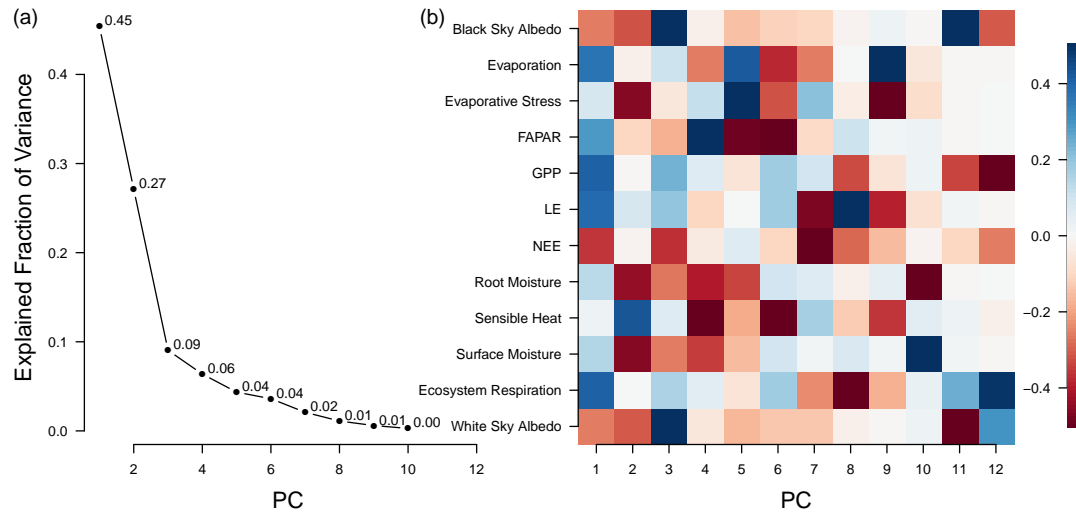 (a)
0.45
0.27
0.09
0.06
0.04
0.04
0.02
0.01
0.01
0.00
Explained Fraction of Variance
0.4
0.3
0.2
0.1
0.0
2 4 6 8 10 12
PC
(b)
Black Sky Albedo
Evaporation
Evaporative Stress
FAPAR
GPP
LE
NEE
Root Moisture
Sensible Heat
Surface Moisture
Ecosystem Respiration
White Sky Albedo
1 2 3 4 5 6 7 8 9 10 11 12
PC
0.4
0.2
0.0
−0.2
−0.4